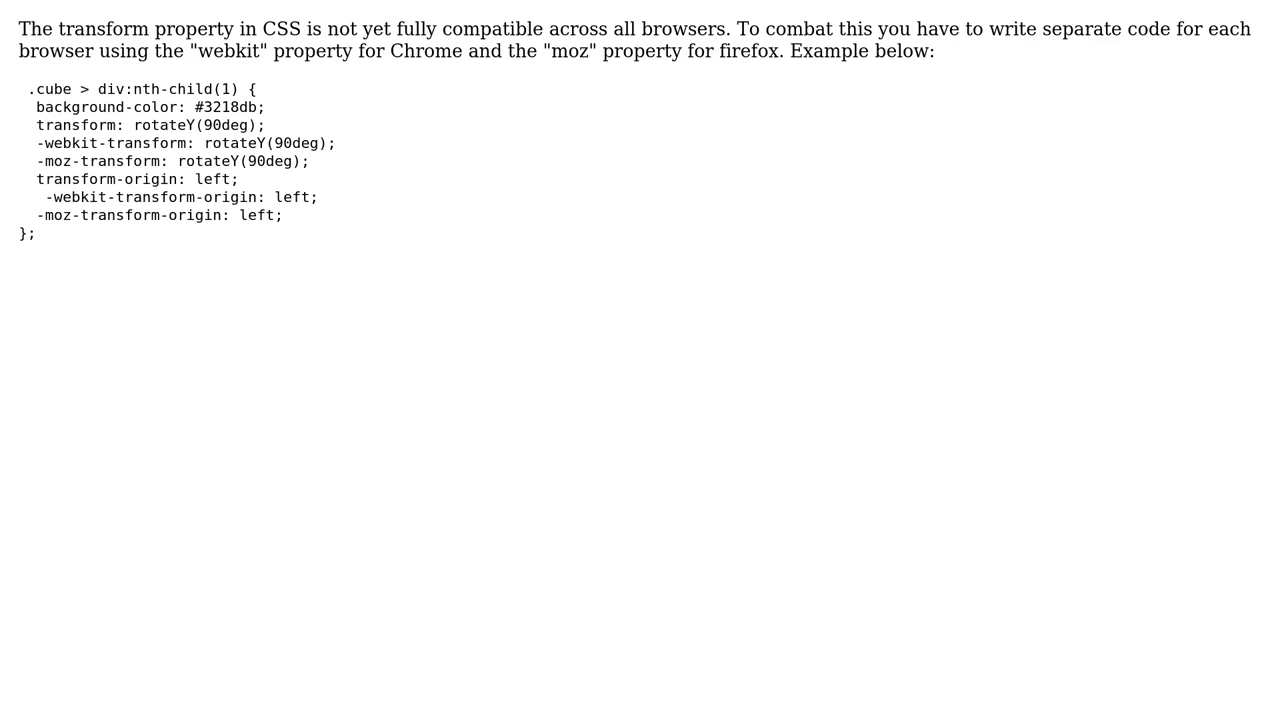 The transform property in CSS is not yet fully compatible across all browsers. To combat this you have to write separate code for each
browser using the "webkit" property for Chrome and the "moz" property for firefox. Example below:
.cube > div:nth-child(1) {
background-color: #3218db;
transform: rotateY(90deg);
-webkit-transform: rotateY(90deg);
-moz-transform: rotateY(90deg);
transform-origin: left;
-webkit-transform-origin: left;
-moz-transform-origin: left;
};